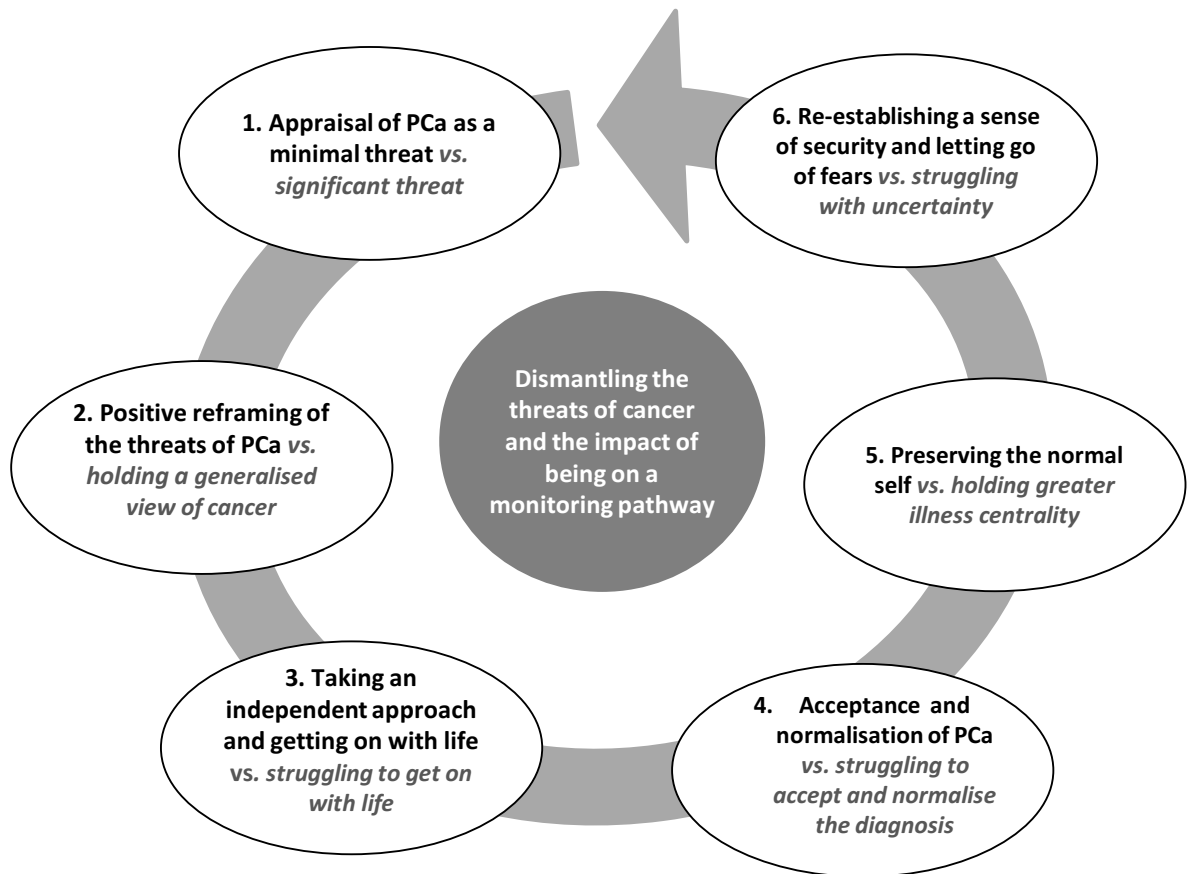 1. Appraisal of PCa as a
minimal threat vs.
significant threat
2. Positive reframing of
the threats of PCa vs.
holding a generalised
view of cancer
3. Taking an
independent approach
and getting on with life
vs. struggling to get on
with life
4. Acceptance and
normalisation of PCa
vs. struggling to
accept and normalise
the diagnosis
5. Preserving the normal
self vs. holding greater
illness centrality
6. Re-establishing a sense
of security and letting go
of fears vs. struggling
with uncertainty
Dismantling the
threats of cancer
and the impact of
being on a
monitoring pathway